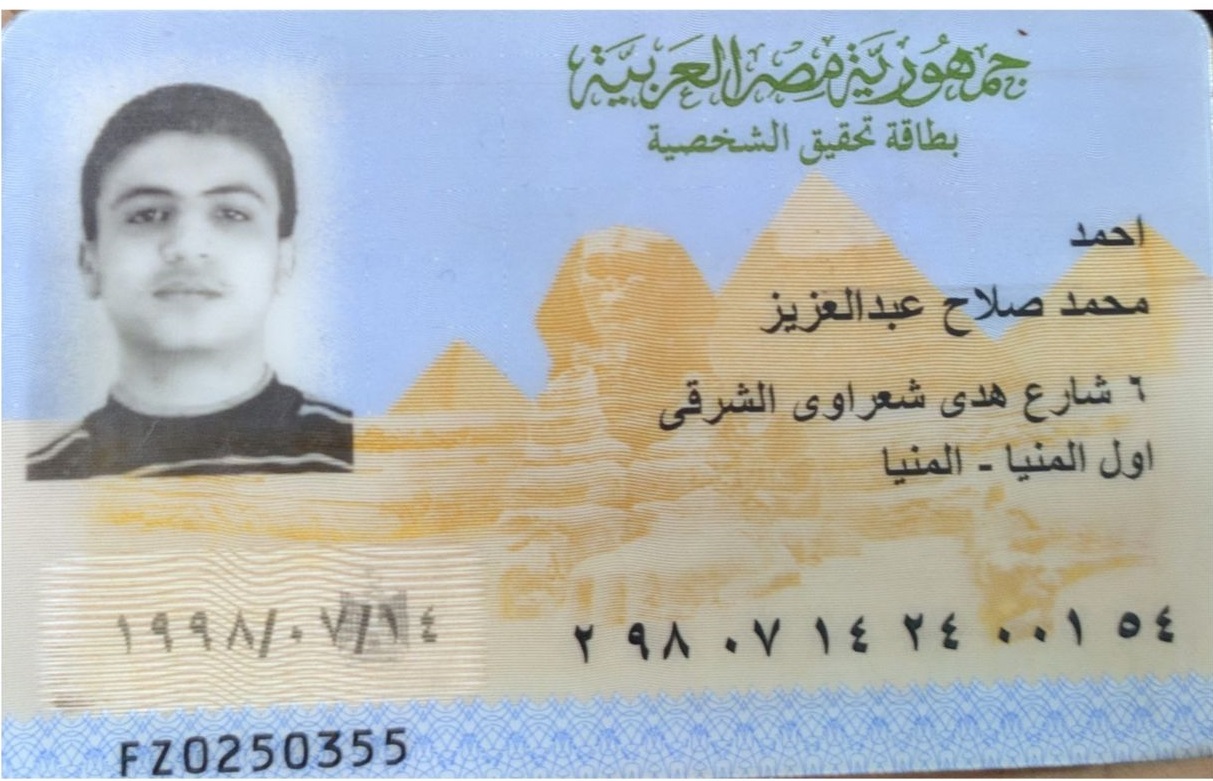 جمهورية مصر العربية
بطاقة تحقيق الشخصية
احمد
محمد صلاح عبدالعزيز
٦ شارع هدى شعراوى الشرقى
اول المنيا - المنيا
١٩٩٨/٠٧/١٤
٢ ٩٨ ٠٧ ١٤ ٢٤ ٠٠١ ٥٤
FZ0250355